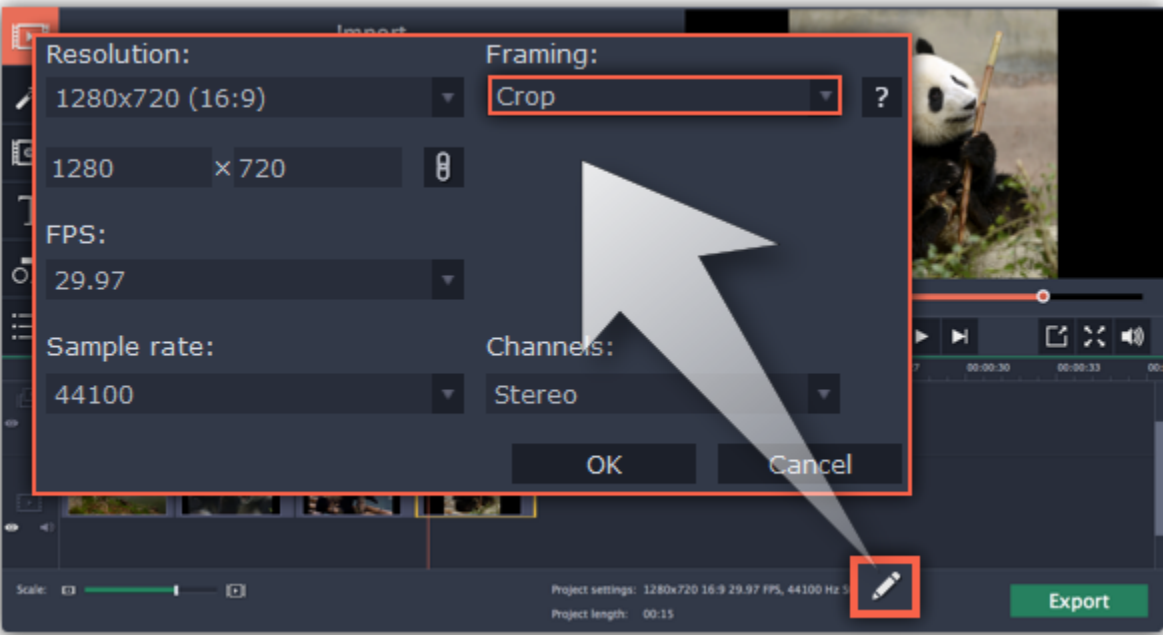 Import
Resolution:
Framing:
1280x720 (16:9)
Crop
?
1280 × 720
FPS:
29.97
Sample rate:
Channels:
44100
Stereo
OK
Cancel
00:00:30
00:00:33
00:
Scale:
Project settings: 1280x720 16:9 29.97 FPS, 44100 Hz S
Project length: 00:15
Export